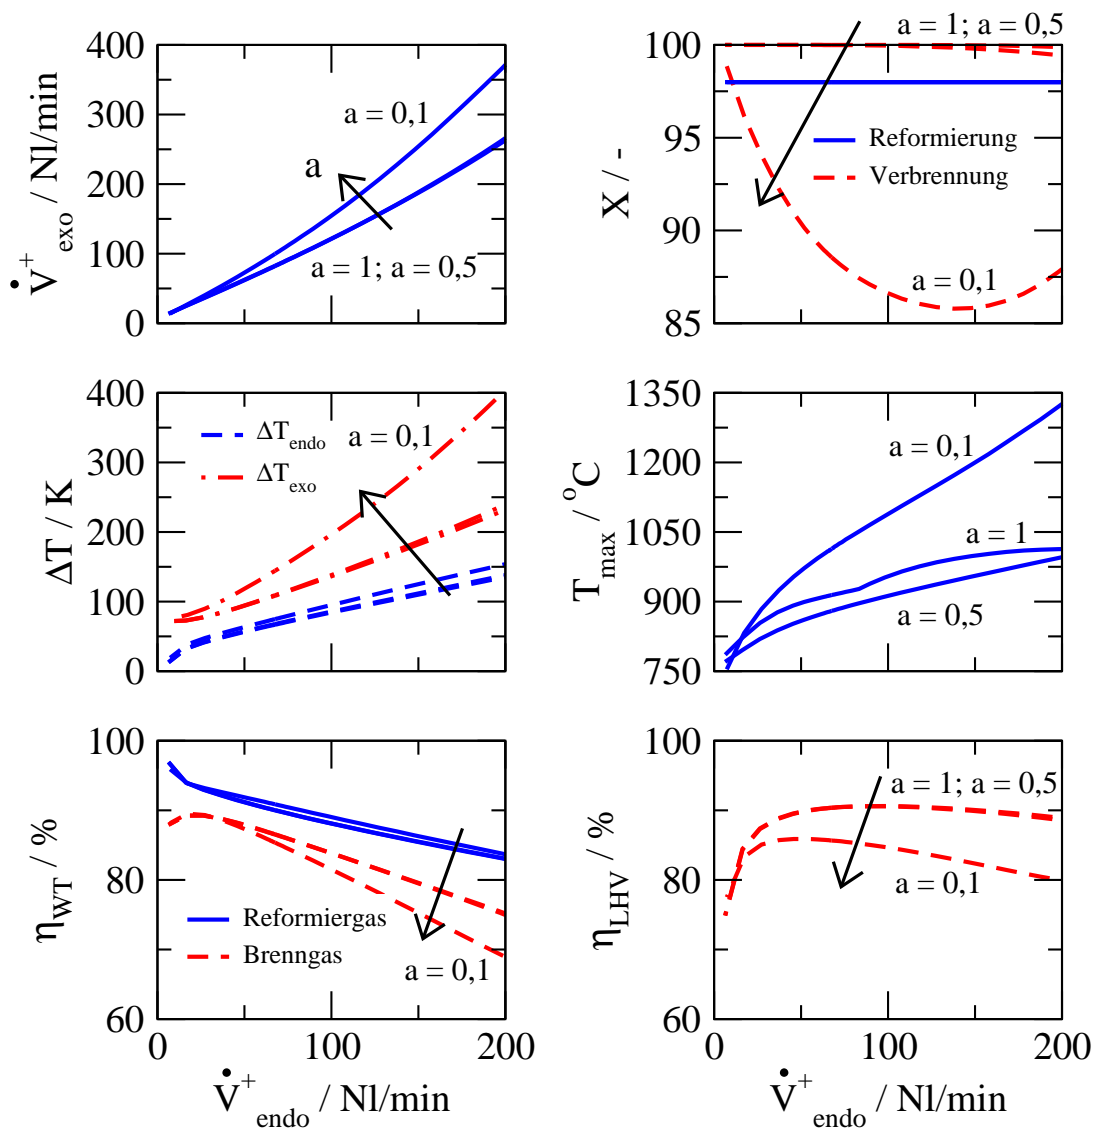 400
300
200
100
0
V̇⁺exo / Nl/min
a = 0,1
a
a = 1; a = 0,5
100
95
90
85
X / -
a = 1; a = 0,5
Reformierung
Verbrennung
a = 0,1
400
300
200
100
0
ΔT / K
ΔTendo
ΔTexo
a = 0,1
1350
1200
1050
900
750
Tmax / °C
a = 0,1
a = 1
a = 0,5
100
80
60
ηWT / %
Reformiergas
Brenngas
a = 0,1
0
100
200
V̇⁺endo / Nl/min
100
80
60
ηLHV / %
a = 1; a = 0,5
a = 0,1
0
100
200
V̇⁺endo / Nl/min